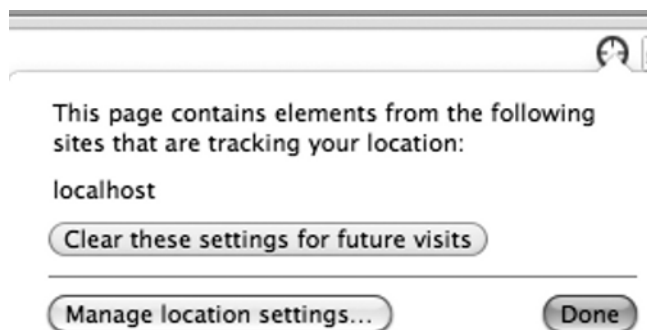 This page contains elements from the following
sites that are tracking your location:
localhost
Clear these settings for future visits
Manage location settings...
Done